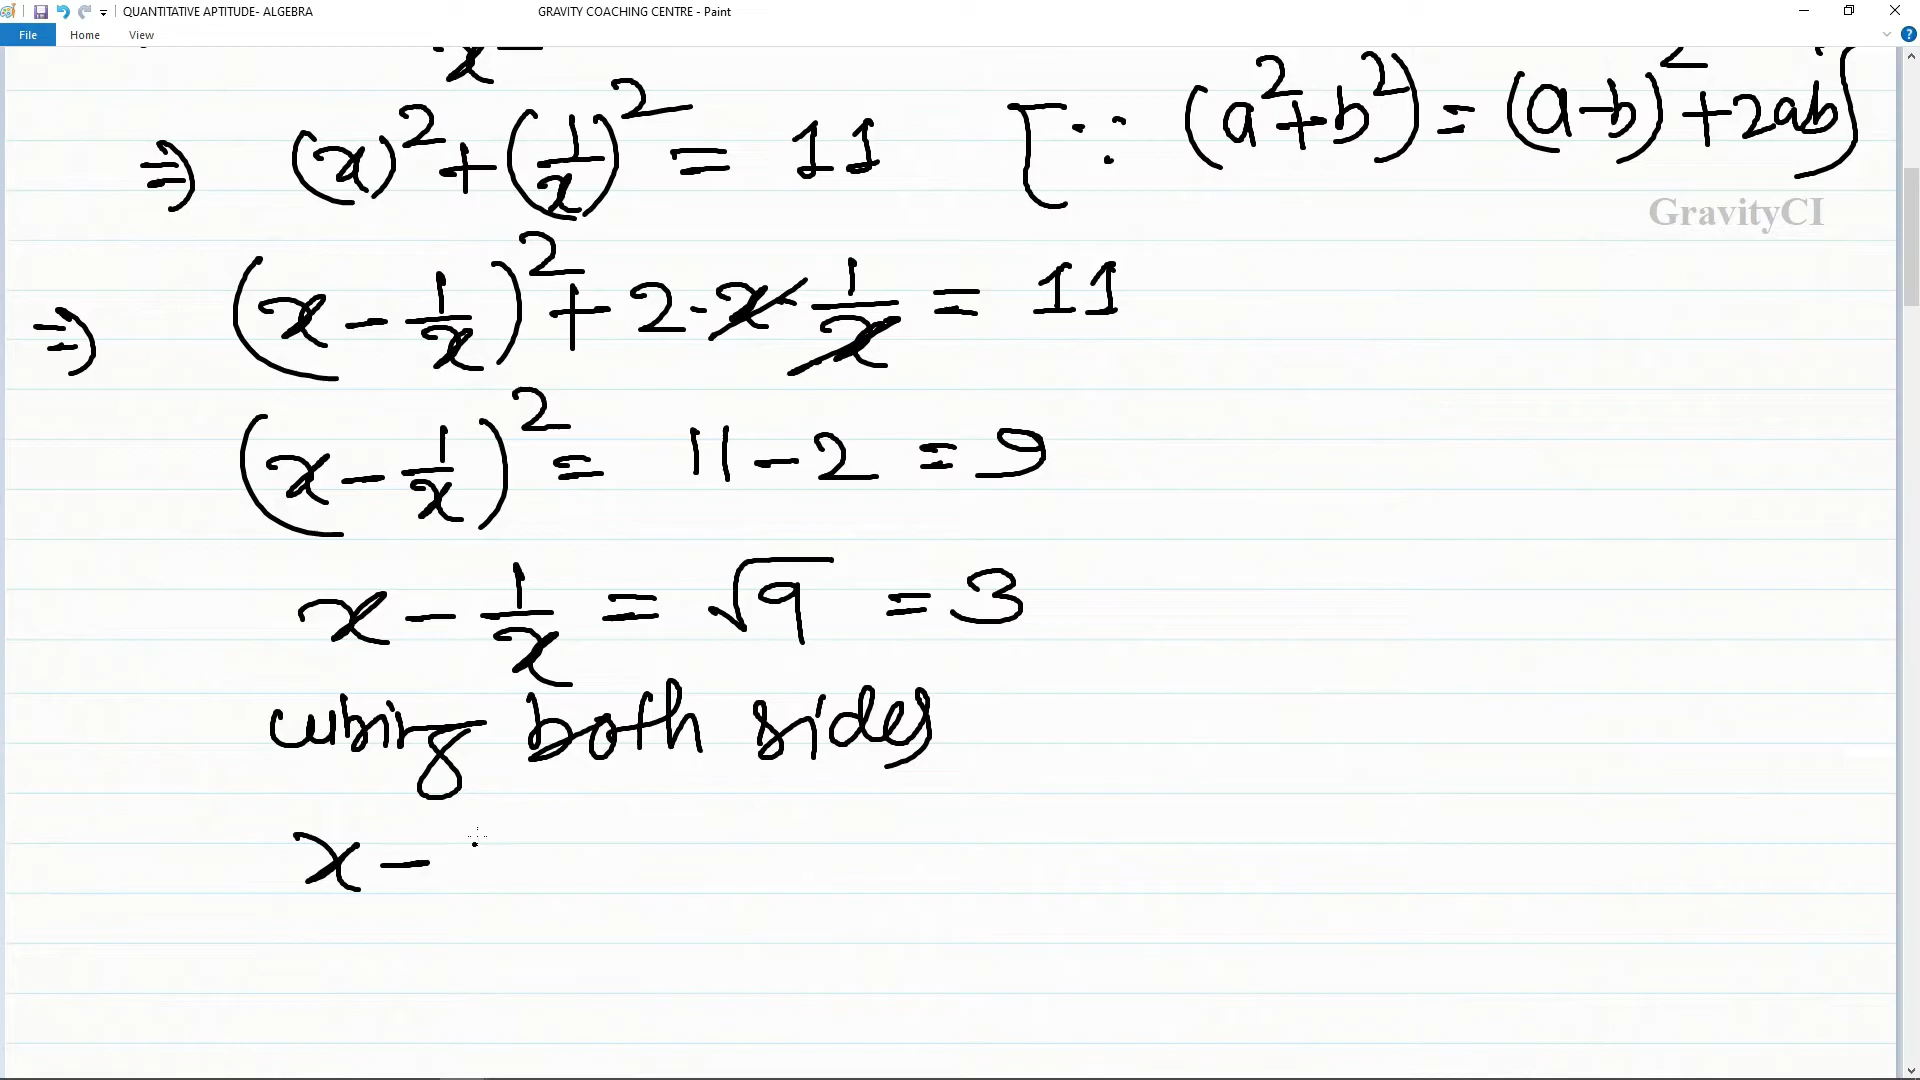 QUANTITATIVE APTITUDE- ALGEBRA GRAVITY COACHING CENTRE - Paint
File Home View
⇒ (x)² + (1/x)² = 11 [∵ (a²+b²) = (a-b)² + 2ab}
GravityCI
⇒ (x - 1/x)² + 2·x·1/x = 11
(x - 1/x)² = 11 - 2 = 9
x - 1/x = √9 = 3
cubing both sides
x -